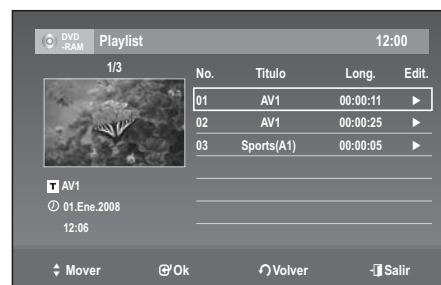 DVD
-RAM
Playlist 12:00
1/3
No. Titulo Long. Edit.
01 AV1 00:00:11 ►
02 AV1 00:00:25 ►
03 Sports(A1) 00:00:05 ►
T AV1
01.Ene.2008
12:06
Mover Ok Volver Salir